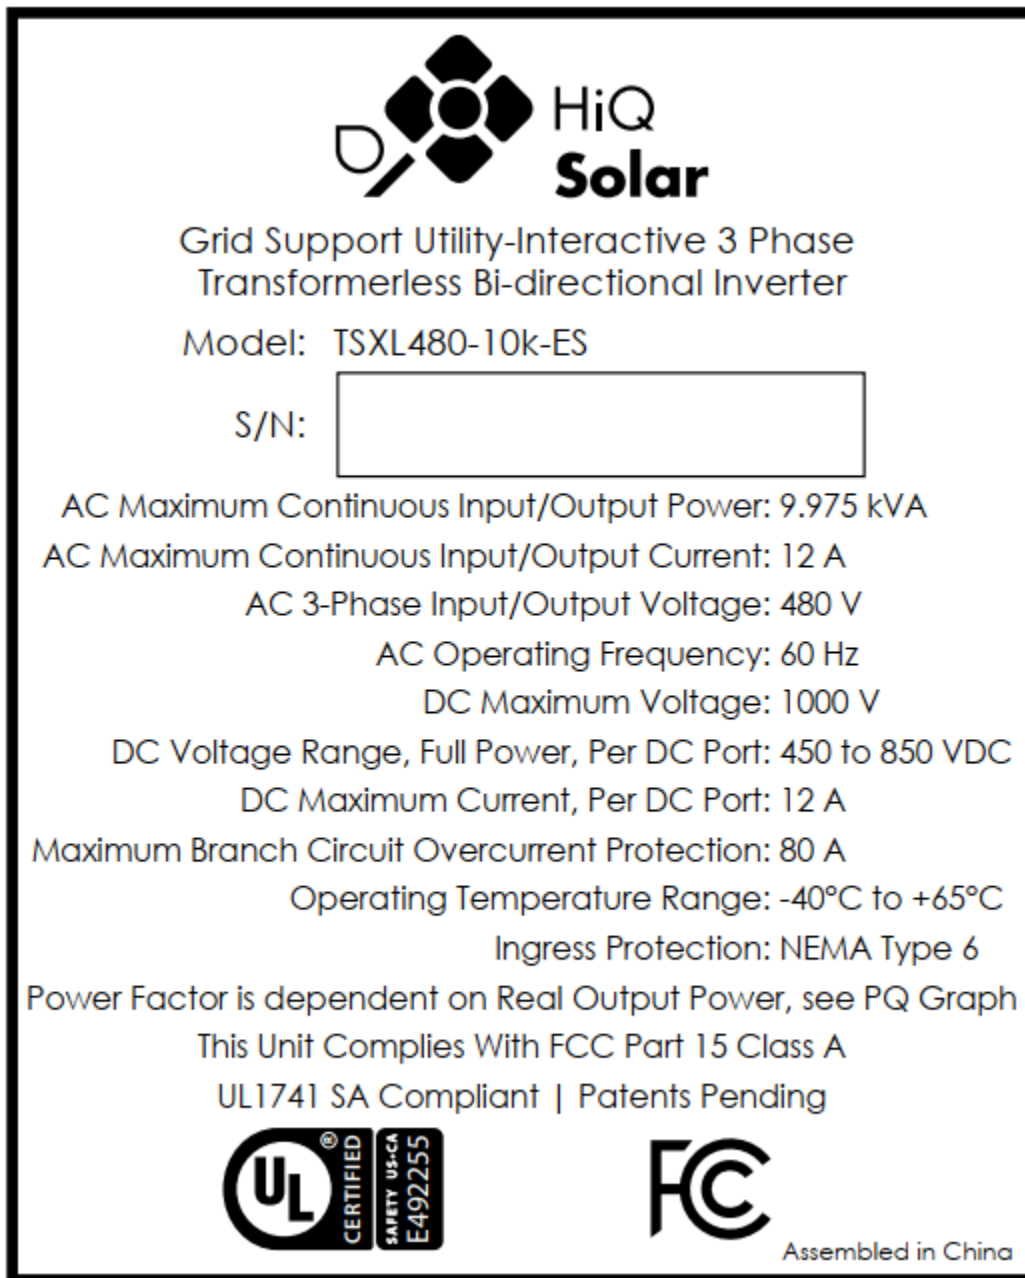 HiQ
Solar
Grid Support Utility-Interactive 3 Phase
Transformerless Bi-directional Inverter
Model: TSXL480-10k-ES
S/N:
AC Maximum Continuous Input/Output Power: 9.975 kVA
AC Maximum Continuous Input/Output Current: 12 A
AC 3-Phase Input/Output Voltage: 480 V
AC Operating Frequency: 60 Hz
DC Maximum Voltage: 1000 V
DC Voltage Range, Full Power, Per DC Port: 450 to 850 VDC
DC Maximum Current, Per DC Port: 12 A
Maximum Branch Circuit Overcurrent Protection: 80 A
Operating Temperature Range: -40°C to +65°C
Ingress Protection: NEMA Type 6
Power Factor is dependent on Real Output Power, see PQ Graph
This Unit Complies With FCC Part 15 Class A
UL1741 SA Compliant | Patents Pending
UL ®
CERTIFIED
SAFETY US-CA
E492255
FC
Assembled in China